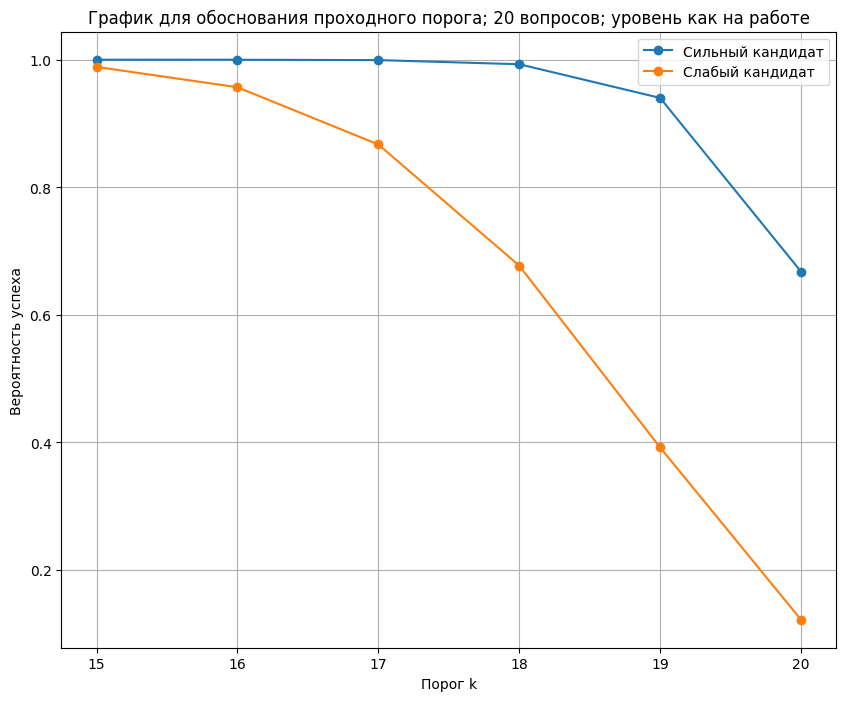 График для обоснования проходного порога; 20 вопросов; уровень как на работе
Сильный кандидат
Слабый кандидат
Вероятность успеха
1.0
0.8
0.6
0.4
0.2
15 16 17 18 19 20
Порог k